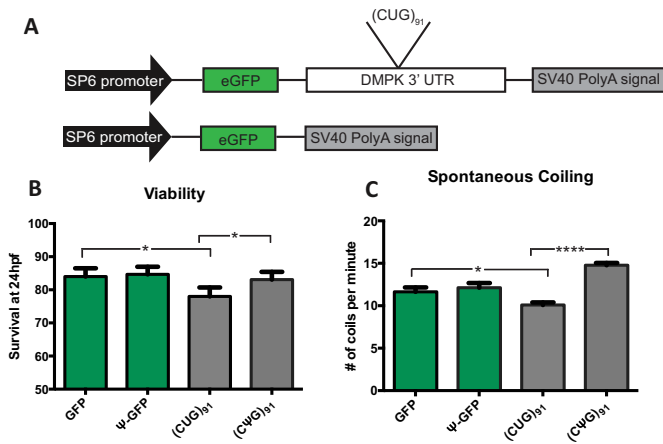 A
(CUG)91
SP6 promoter
eGFP
DMPK 3' UTR
SV40 PolyA signal
SP6 promoter
eGFP
SV40 PolyA signal
B
Viability
Survival at 24hpf
100
90
80
70
60
50
*
*
GFP
Ψ-GFP
(CUG)91
(CΨG)91
C
Spontaneous Coiling
# of coils per minute
20
15
10
5
0
*
****
GFP
Ψ-GFP
(CUG)91
(CΨG)91